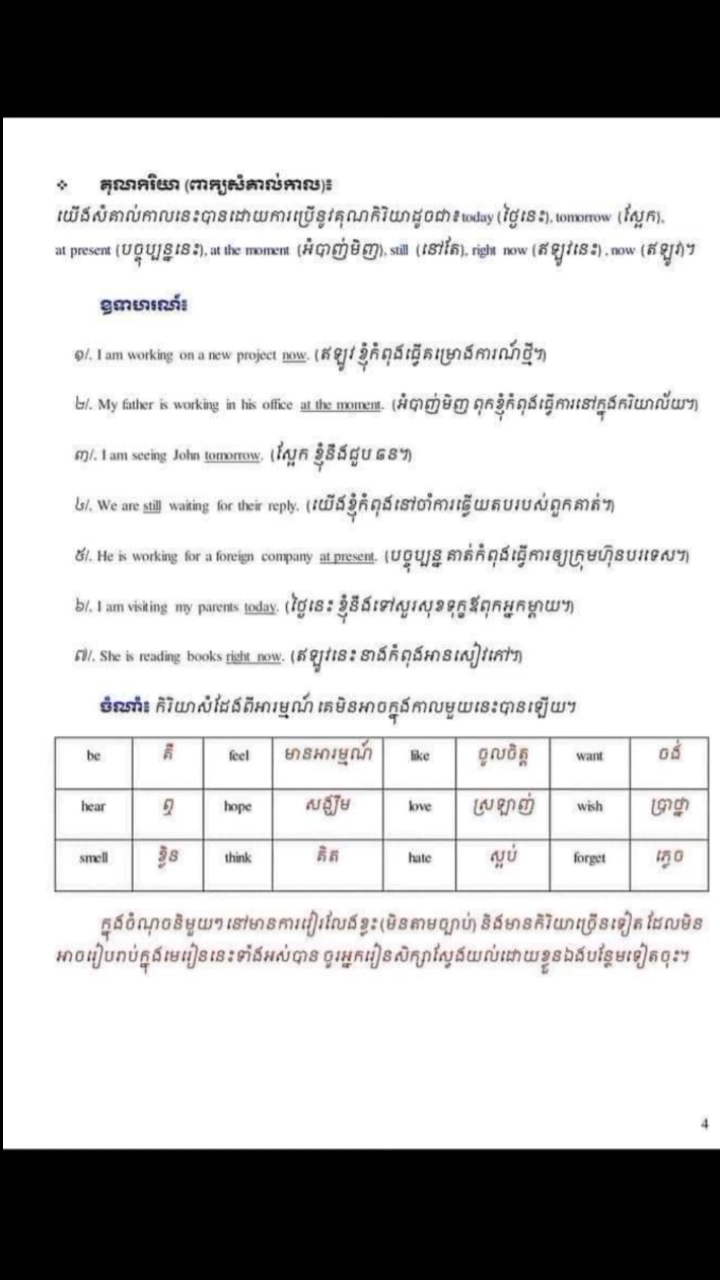 ❖ គុណកិរិយា (ពាក្យសំគាល់កាល)៖
យើងសំគាល់កាលនេះបានដោយការប្រើនូវគុណកិរិយាដូចជា៖ today (ថ្ងៃនេះ), tomorrow (ស្អែក),
at present (បច្ចុប្បន្ននេះ), at the moment (អំបាញ់មិញ), still (នៅតែ), right now (ឥឡូវនេះ) , now (ឥឡូវ)។
ឧទាហរណ៍៖
១/. I am working on a new project now. (ឥឡូវ ខ្ញុំកំពុងធ្វើគម្រោងការណ៍ថ្មី។)
២/. My father is working in his office at the moment. (អំបាញ់មិញ ពុកខ្ញុំកំពុងធ្វើការនៅក្នុងការិយាល័យ។)
៣/. I am seeing John tomorrow. (ស្អែក ខ្ញុំនឹងជួប ចន។)
៤/. We are still waiting for their reply. (យើងខ្ញុំកំពុងនៅចាំការឆ្លើយតបរបស់ពួកគាត់។)
៥/. He is working for a foreign company at present. (បច្ចុប្បន្ន គាត់កំពុងធ្វើការឲ្យក្រុមហ៊ុនបរទេស។)
៦/. I am visiting my parents today. (ថ្ងៃនេះ ខ្ញុំនឹងទៅសួរសុខទុក្ខឪពុកអ្នកម្ដាយ។)
៧/. She is reading books right now. (ឥឡូវនេះ នាងកំពុងអានសៀវភៅ។)
ចំណាំ៖ កិរិយាសំដែងពីអារម្មណ៍ គេមិនអាចក្នុងកាលមួយនេះបានឡើយ។
be គឺ feel មានអារម្មណ៍ like ចូលចិត្ត want ចង់
hear ឮ hope សង្ឃឹម love ស្រឡាញ់ wish ប្រាថ្នា
smell ធុំក្លិន think គិត hate ស្អប់ forget ភ្លេច
ក្នុងចំណុចនិមួយៗ នៅមានការវៀរលែងខ្លះ(មិនតាមច្បាប់) និងមានកិរិយាច្រើនទៀត ដែលមិន
អាចរៀបរាប់ក្នុងមេរៀននេះទាំងអស់បាន ចូរអ្នករៀនសិក្សាស្វែងយល់ដោយខ្លួនឯងបន្ថែមទៀតចុះ។
4